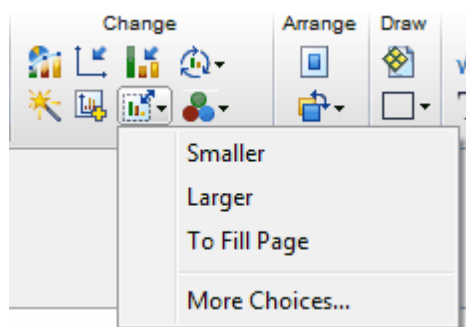 Change Arrange Draw
Smaller
Larger
To Fill Page
More Choices...